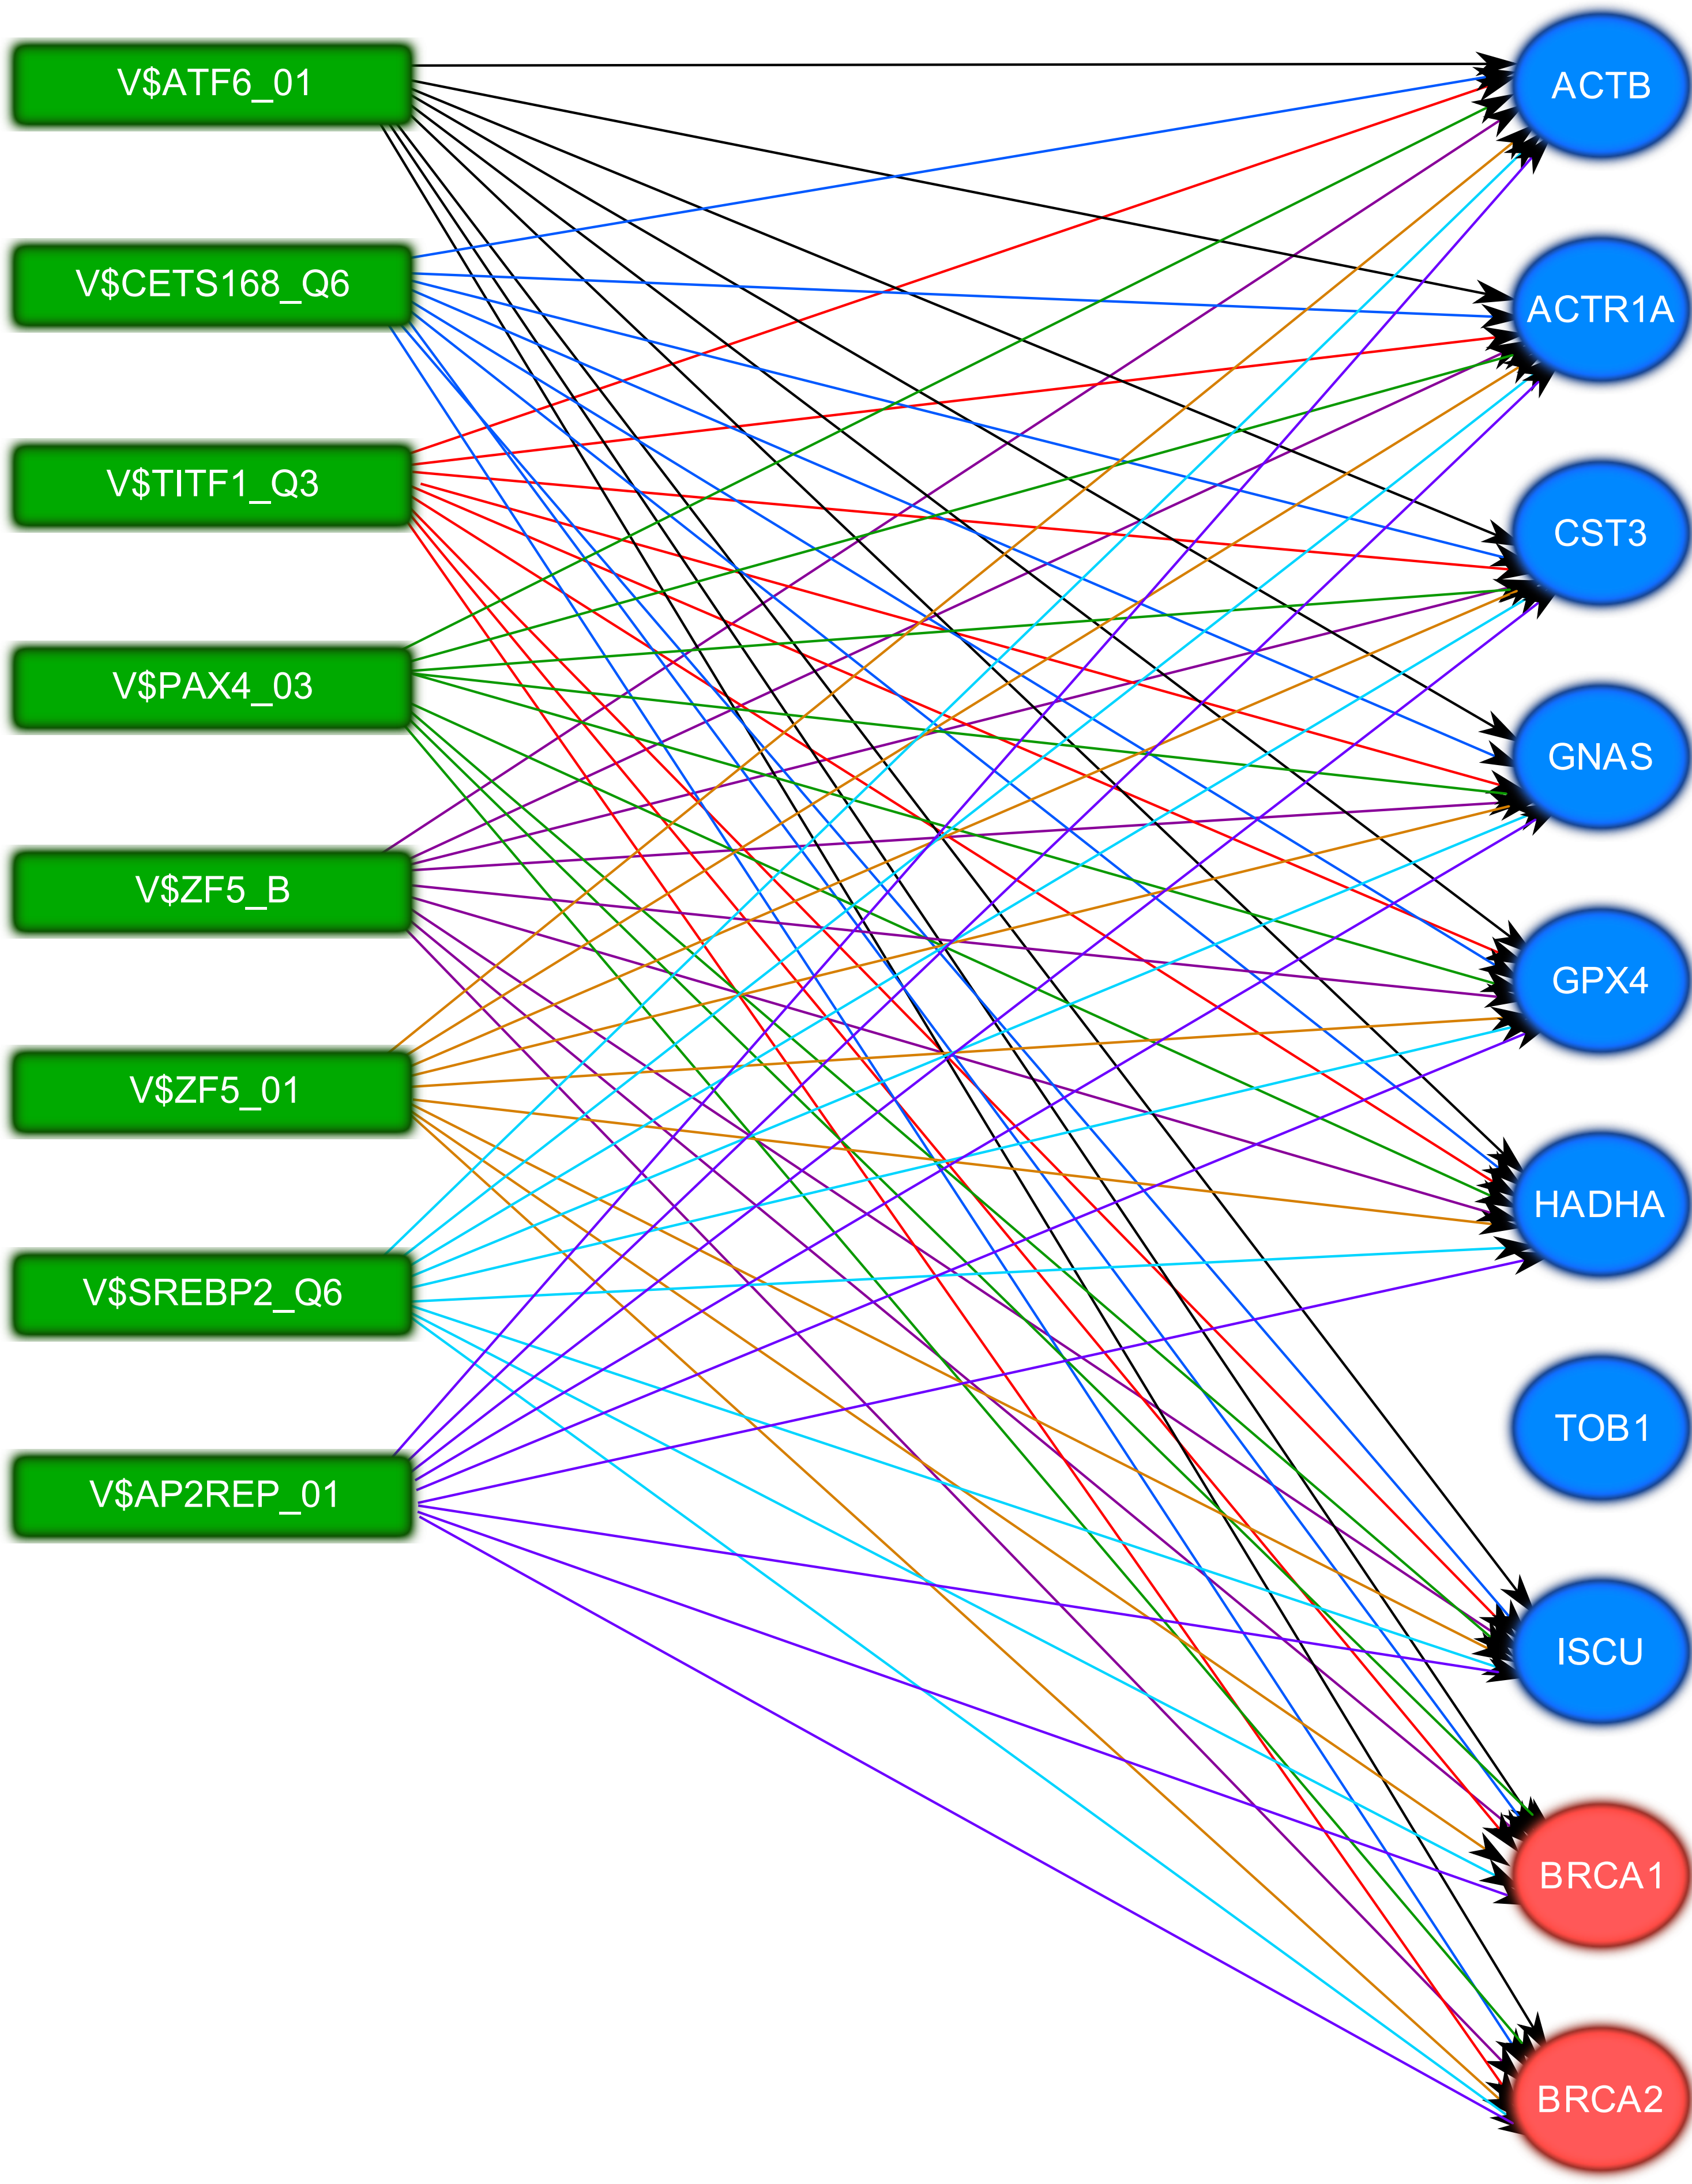 V$ATF6_01
V$CETS168_Q6
V$TITF1_Q3
V$PAX4_03
V$ZF5_B
V$ZF5_01
V$SREBP2_Q6
V$AP2REP_01
ACTB
ACTR1A
CST3
GNAS
GPX4
HADHA
TOB1
ISCU
BRCA1
BRCA2